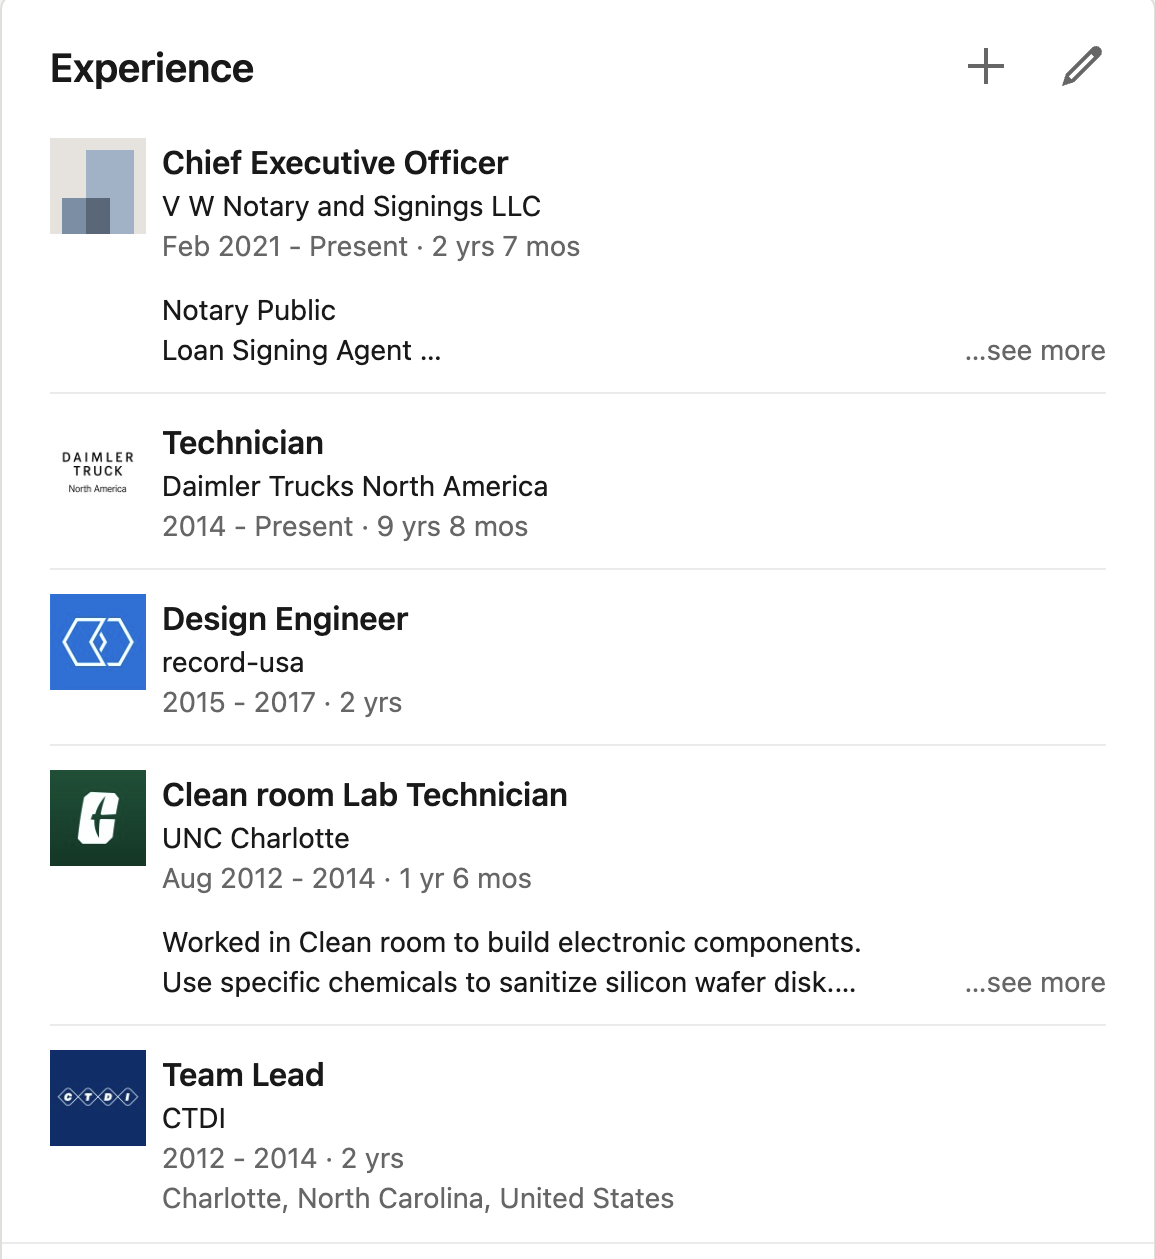 Experience
Chief Executive Officer
V W Notary and Signings LLC
Feb 2021 - Present · 2 yrs 7 mos
Notary Public
Loan Signing Agent ...
...see more
DAIMLER
TRUCK
North America
Technician
Daimler Trucks North America
2014 - Present · 9 yrs 8 mos
Design Engineer
record-usa
2015 - 2017 · 2 yrs
Clean room Lab Technician
UNC Charlotte
Aug 2012 - 2014 · 1 yr 6 mos
Worked in Clean room to build electronic components.
Use specific chemicals to sanitize silicon wafer disk....
...see more
CTDI
Team Lead
CTDI
2012 - 2014 · 2 yrs
Charlotte, North Carolina, United States